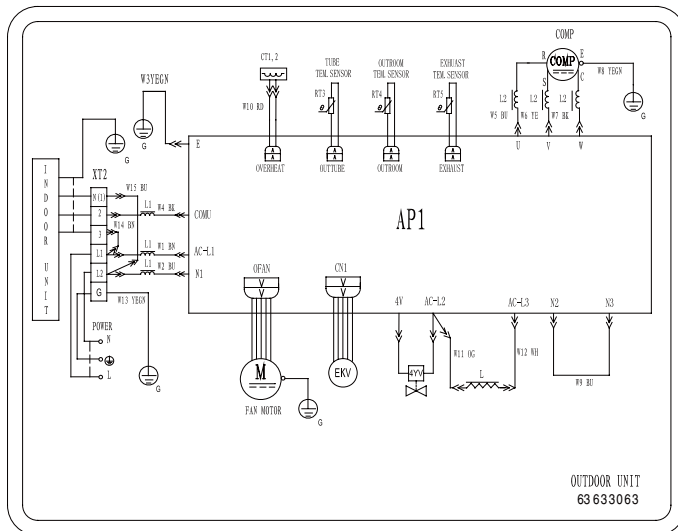 COMP
CT1,2
TUBE
TEM. SENSOR
OUTROOM
TEM. SENSOR
EXHUAST
TEM. SENSOR
R
COMP
E
W8 YEGN
S
C
W3YEGN
W10 RD
RT3
θ
RT4
θ
RT5
θ
L2
L2
L2
W5 BU
W6 YE
W7 BK
G
U
V
W
G
E
OVERHEAT
OUTTUBE
OUTROOM
EXHAUST
INDOOR UNIT
XT2
N(1)
W15 BU
2
L1
W4 BK
COMU
W14 BN
3
AP1
L1
L1
W1 BN
AC-L1
L2
L1
W2 BU
N1
G
W13 YEGN
OFAN
CN1
4V
AC-L2
AC-L3
N2
N3
POWER
N
L
G
M
FAN MOTOR
G
EKV
4YV
W11 OG
L
W12 WH
W9 BU
OUTDOOR UNIT
63633063